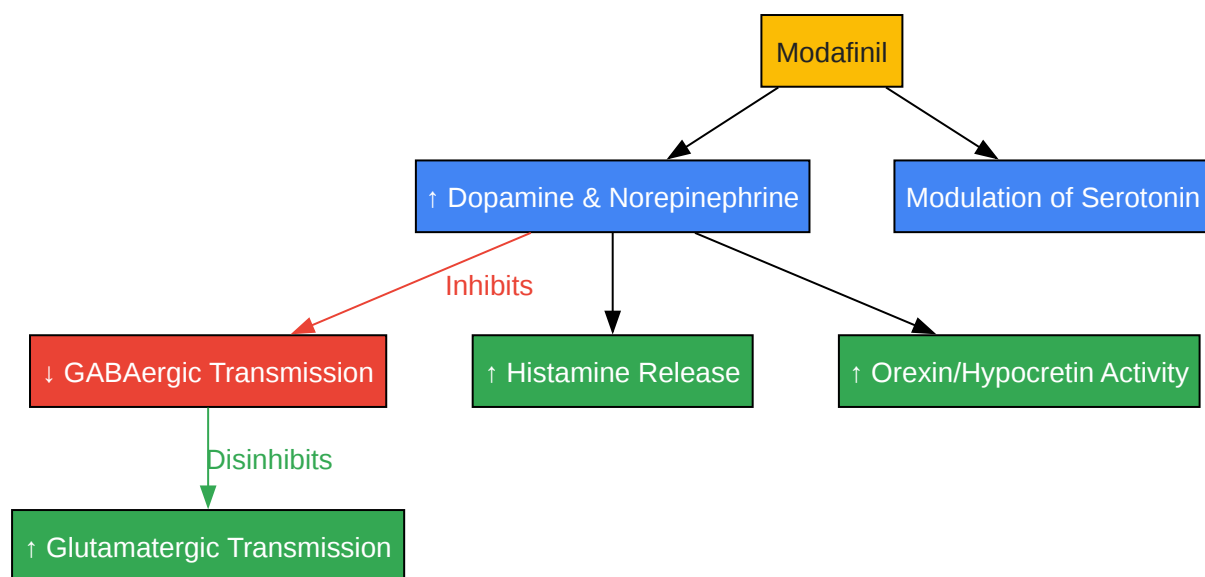 Modafinil
↑ Dopamine & Norepinephrine
Modulation of Serotonin
Inhibits
↓ GABAergic Transmission
↑ Histamine Release
↑ Orexin/Hypocretin Activity
Disinhibits
↑ Glutamatergic Transmission